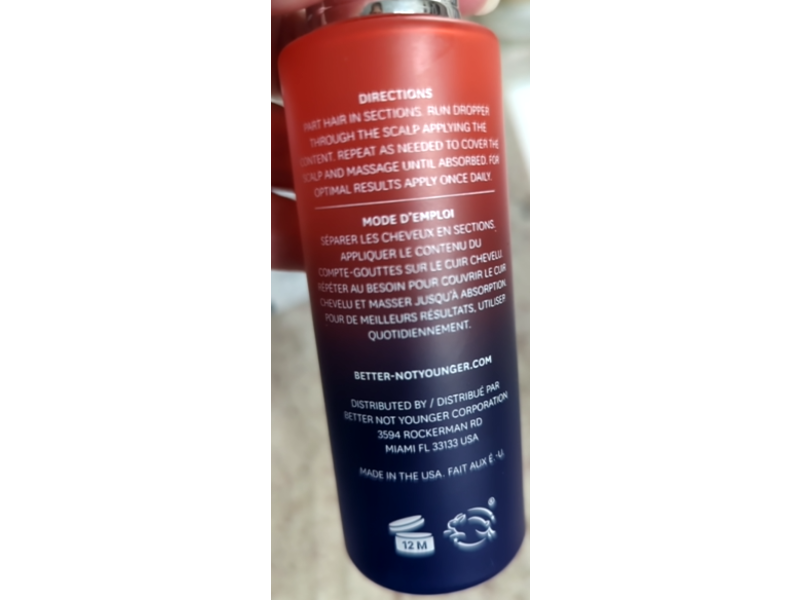 DIRECTIONS
PART HAIR IN SECTIONS. RUN DROPPER
THROUGH THE SCALP APPLYING THE
CONTENT. REPEAT AS NEEDED TO COVER THE
SCALP AND MASSAGE UNTIL ABSORBED. FOR
OPTIMAL RESULTS APPLY ONCE DAILY.
MODE D'EMPLOI
SÉPARER LES CHEVEUX EN SECTIONS,
APPLIQUER LE CONTENU DU
COMPTE-GOUTTES SUR LE CUIR CHEVELU.
RÉPÉTER AU BESOIN POUR COUVRIR LE CUIR
CHEVELU ET MASSER JUSQU'À ABSORPTION.
POUR DE MEILLEURS RÉSULTATS, UTILISER
QUOTIDIENNEMENT.
BETTER-NOTYOUNGER.COM
DISTRIBUTED BY / DISTRIBUÉ PAR
BETTER NOT YOUNGER CORPORATION
3594 ROCKERMAN RD
MIAMI FL 33133 USA
MADE IN THE USA. FAIT AUX É.-U.
12 M
®